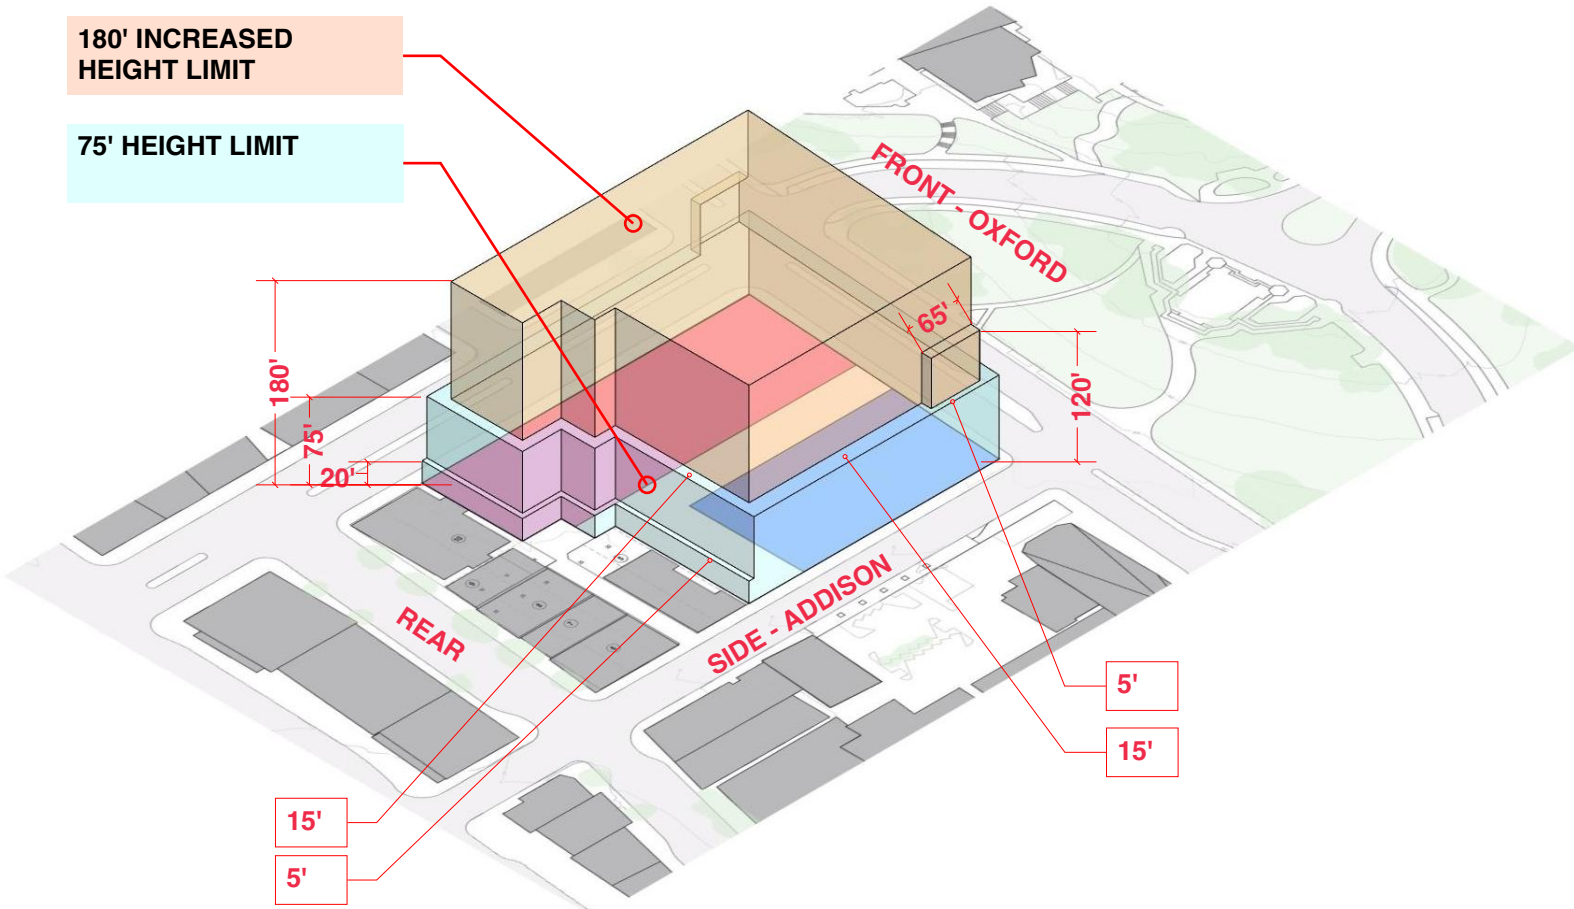 180' INCREASED
HEIGHT LIMIT
75' HEIGHT LIMIT
FRONT - OXFORD
65'
180'
75'
20'
120'
REAR
SIDE - ADDISON
5'
15'
15'
5'